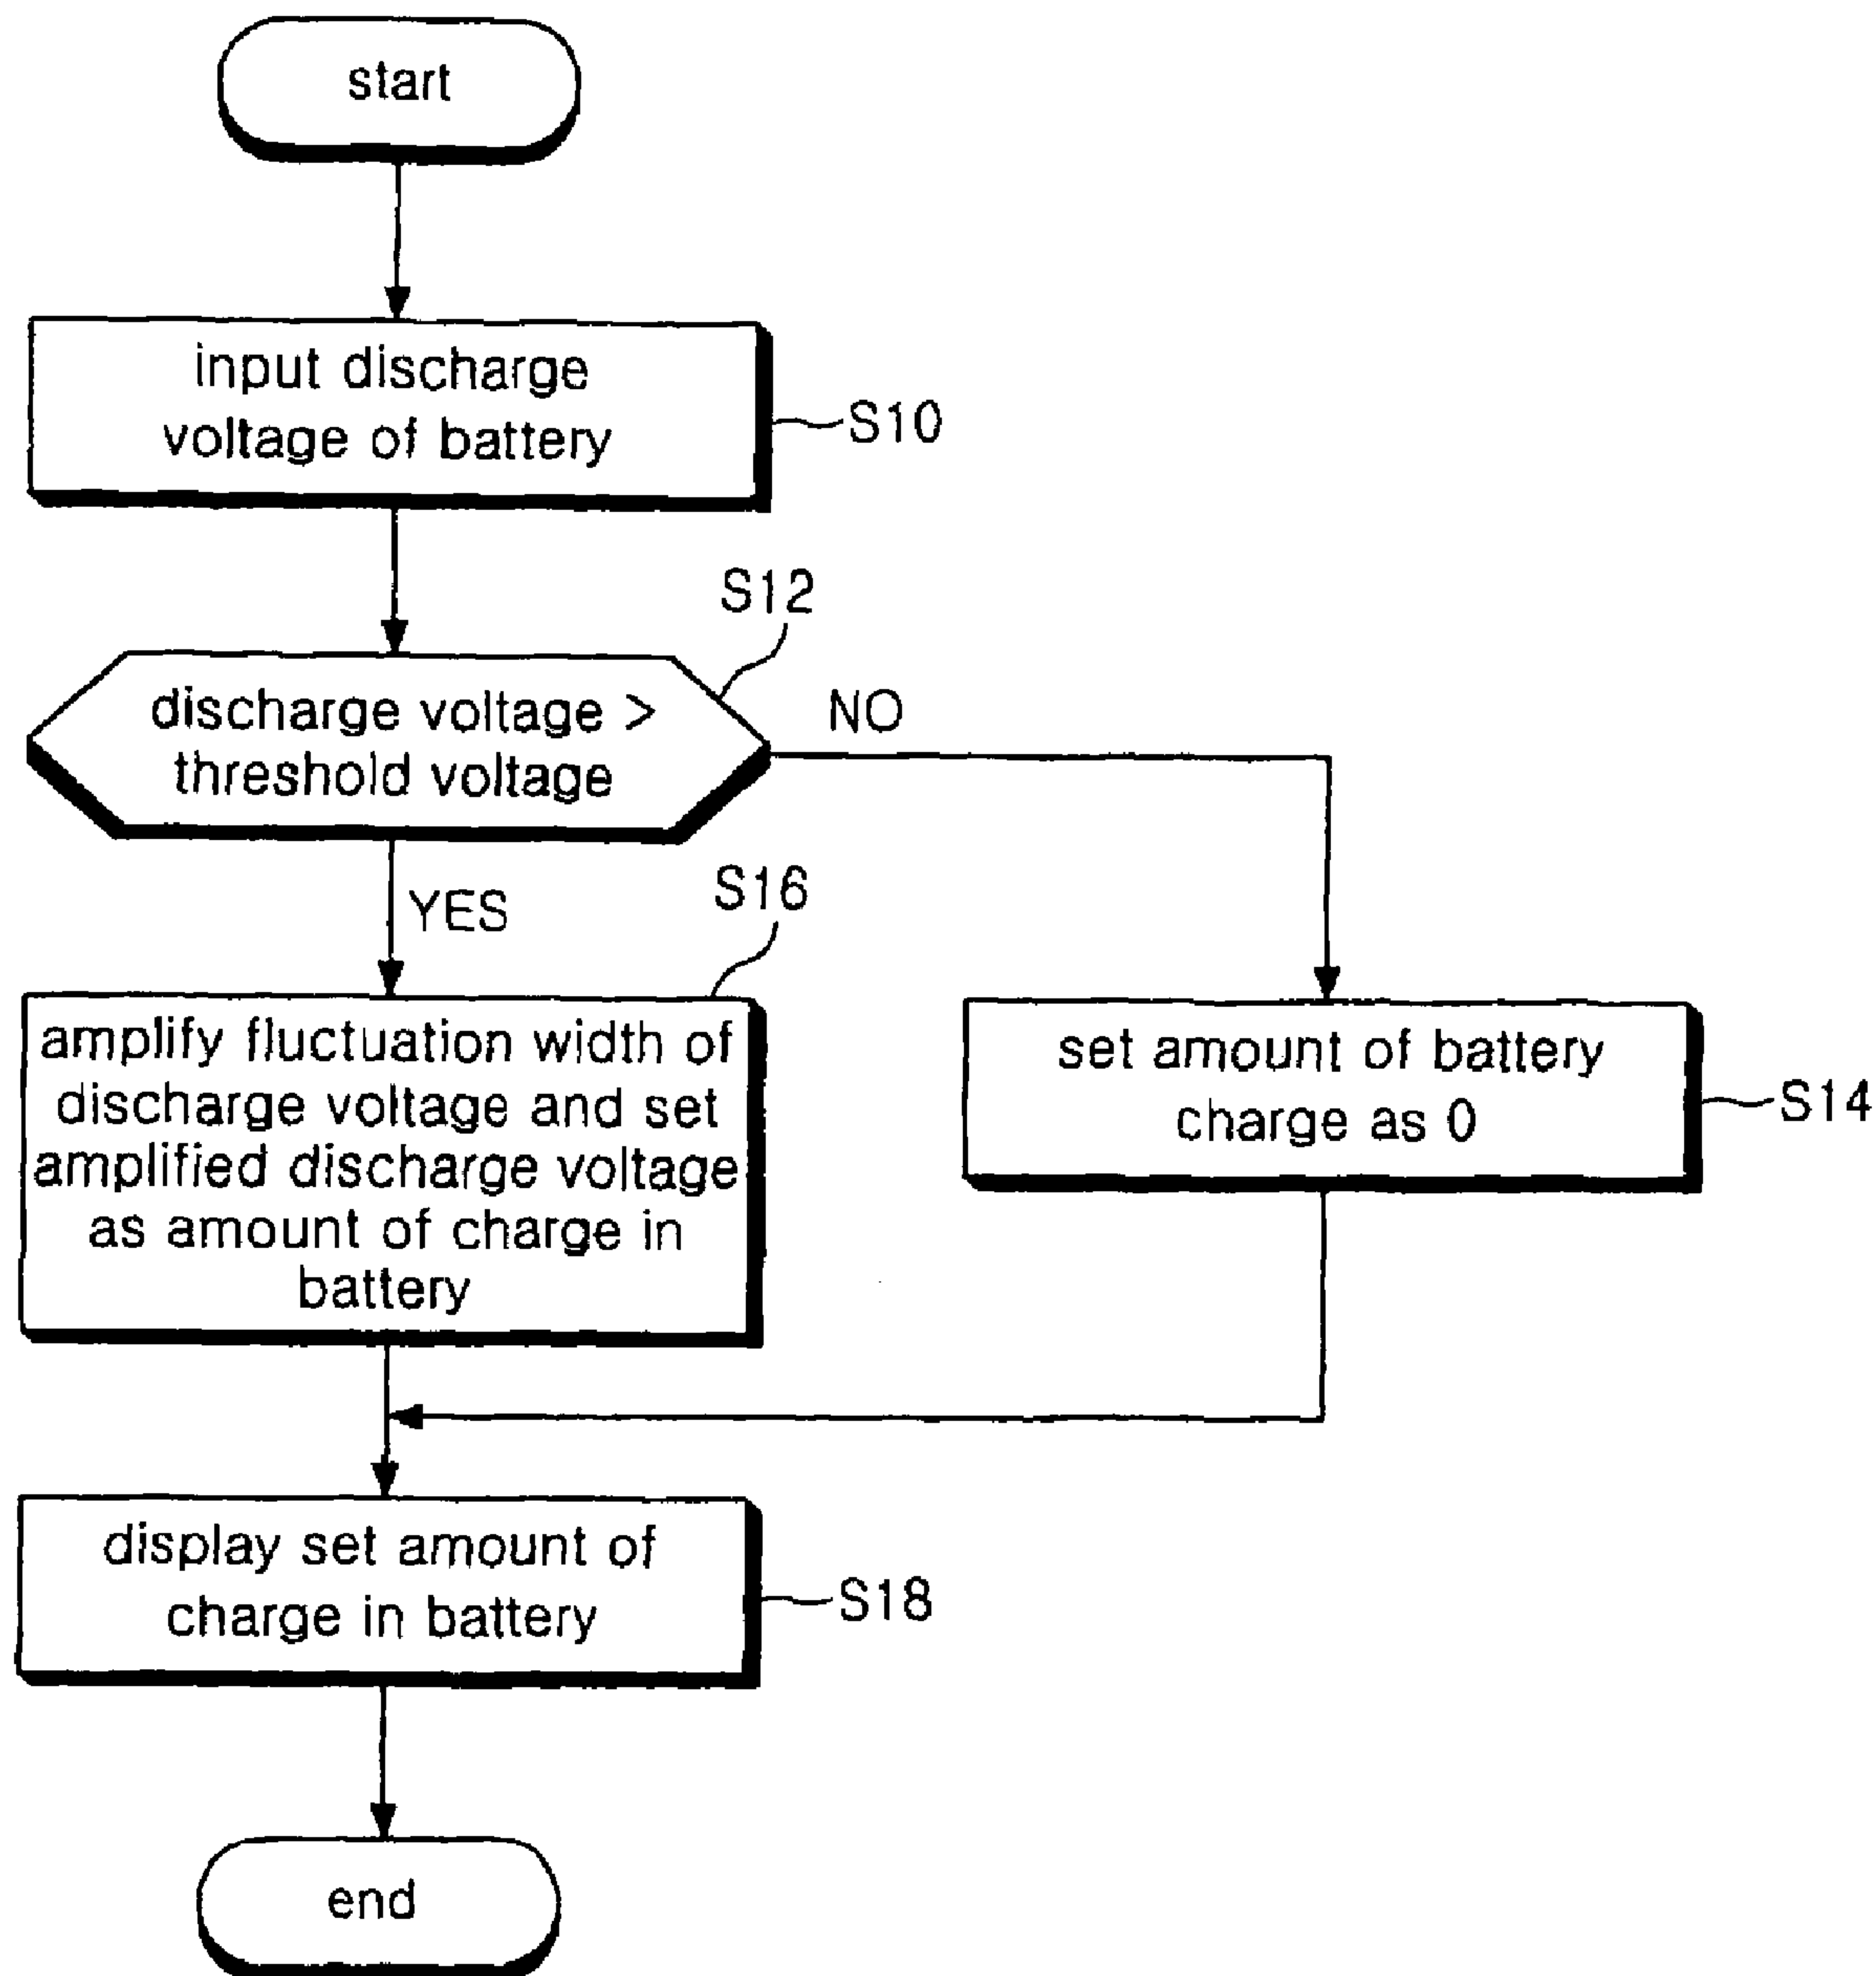 start
input discharge
voltage of battery
S10
S12
discharge voltage >
threshold voltage
NO
YES
S16
amplify fluctuation width of
discharge voltage and set
amplified discharge voltage
as amount of charge in
battery
set amount of battery
charge as 0
S14
display set amount of
charge in battery
S18
end